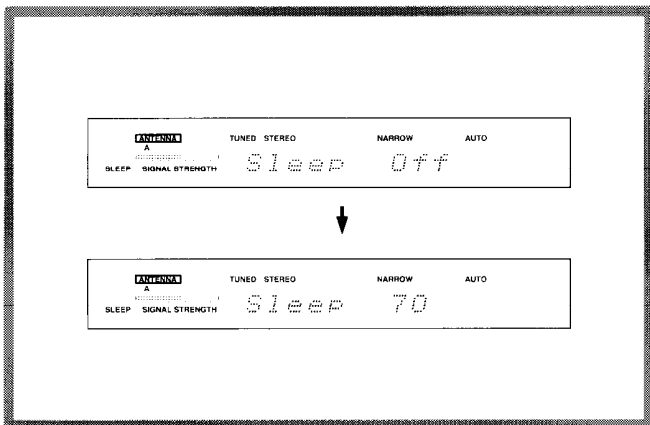 ANTENNA TUNED STEREO NARROW AUTO
A
SLEEP SIGNAL STRENGTH Sleep Off
ANTENNA TUNED STEREO NARROW AUTO
A
SLEEP SIGNAL STRENGTH Sleep 70